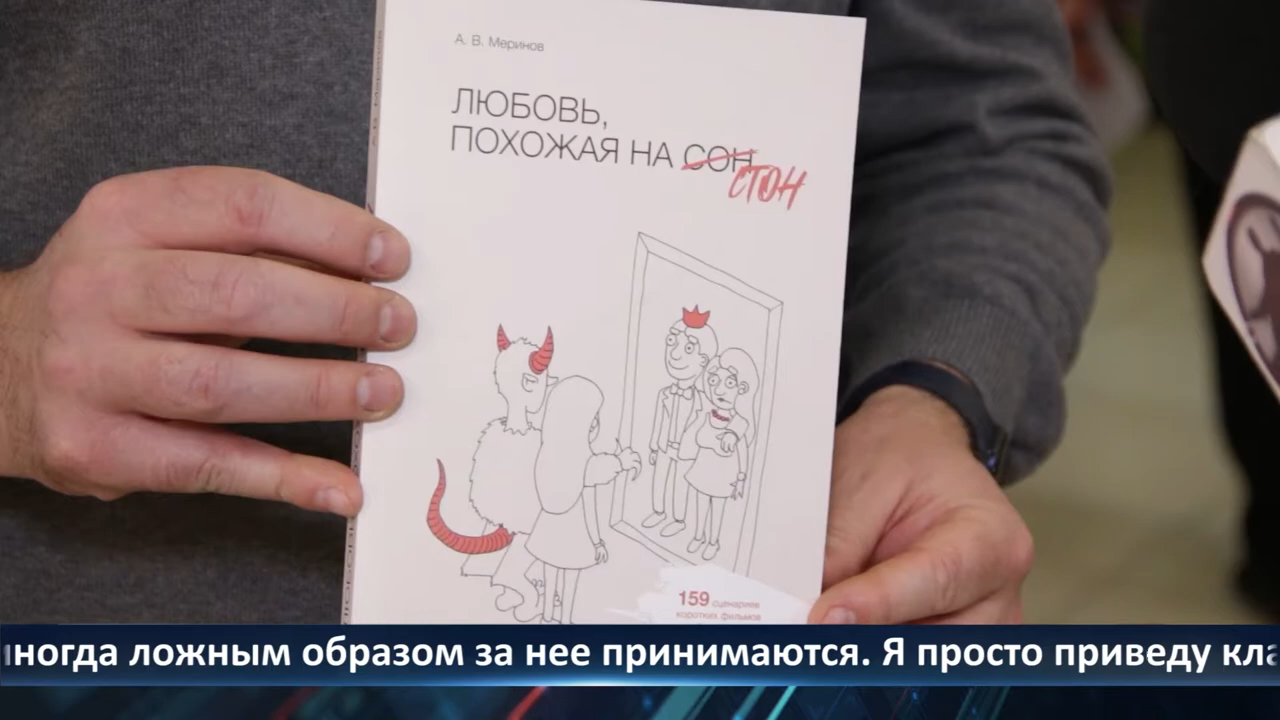 А. В. Меринов
ЛЮБОВЬ,
ПОХОЖАЯ НА СОН
СТОН
159 сценариев
коротких фильмов
иногда ложным образом за нее принимаются. Я просто приведу кла